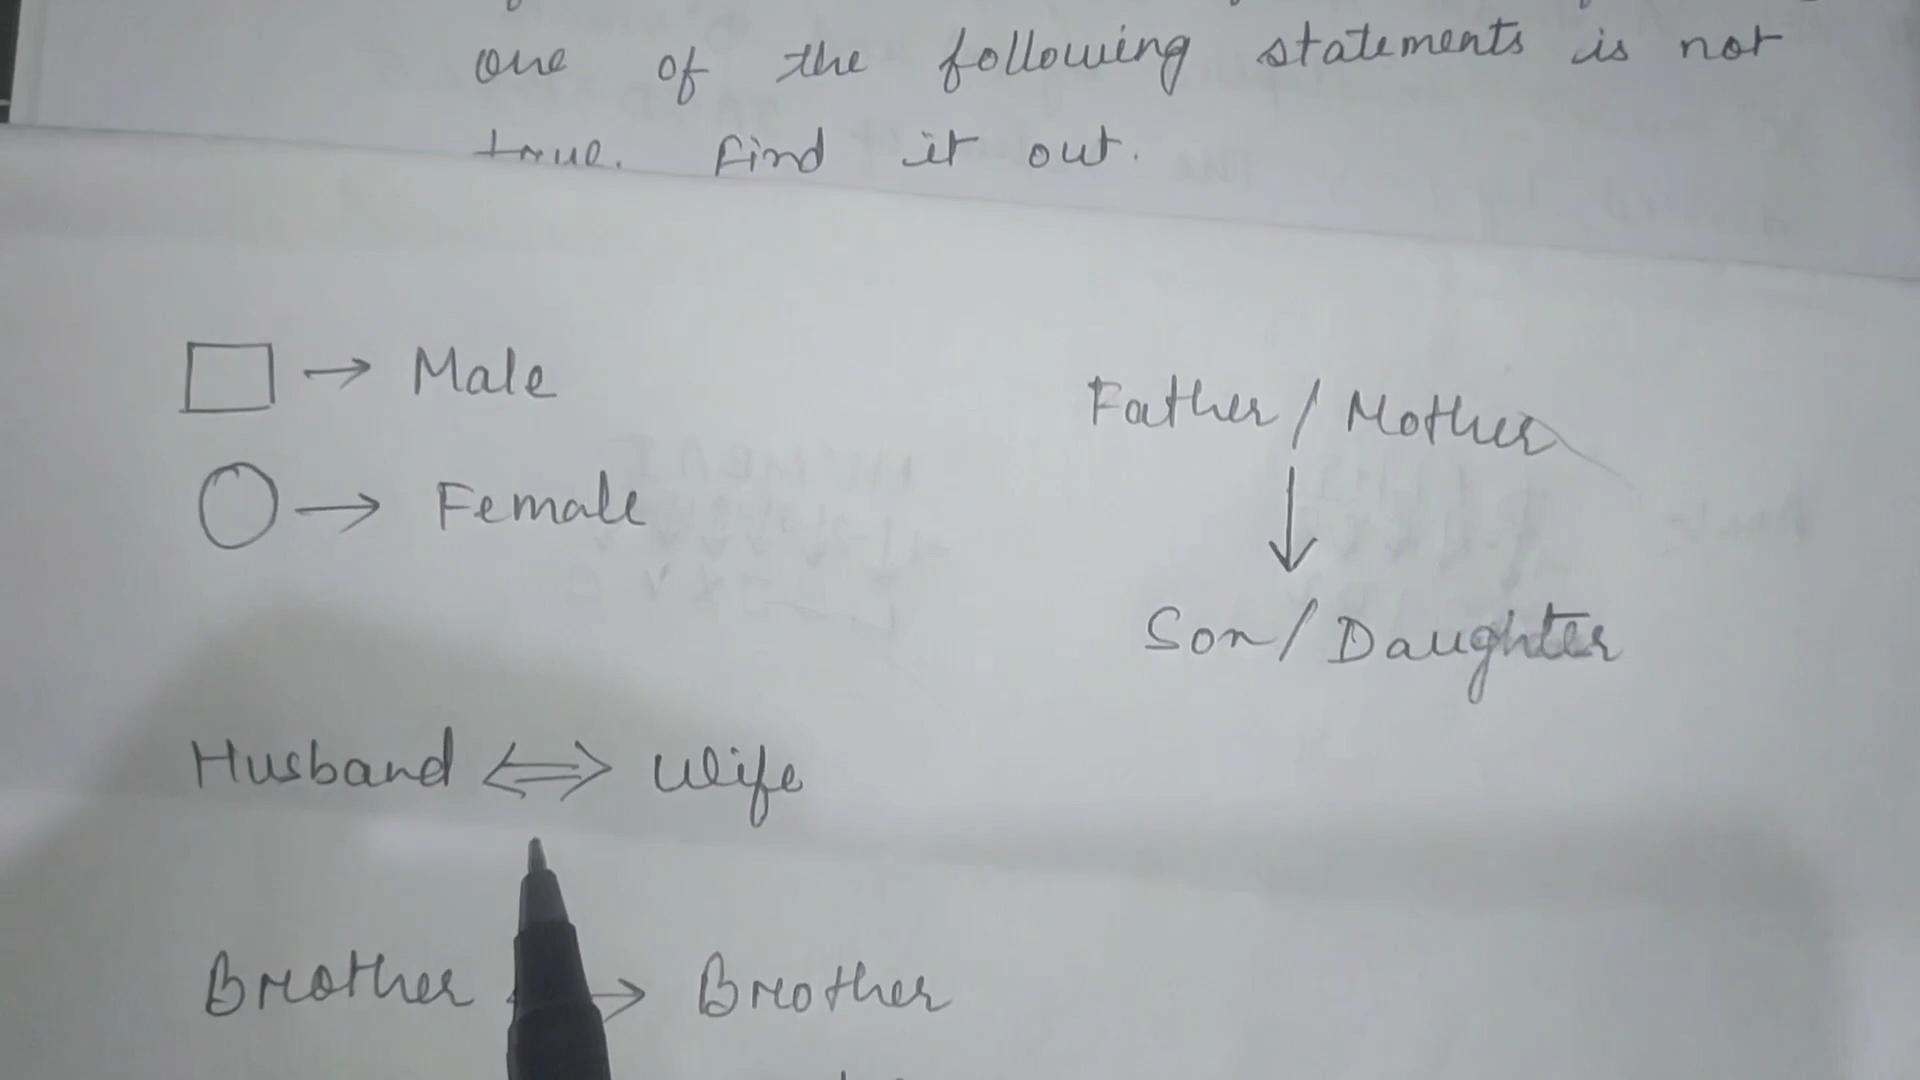 one of the following statements is not
true. Find it out.
□ → Male
○ → Female
Father / Mother
↓
Son / Daughter
Husband ⇔ Wife
Brother → Brother